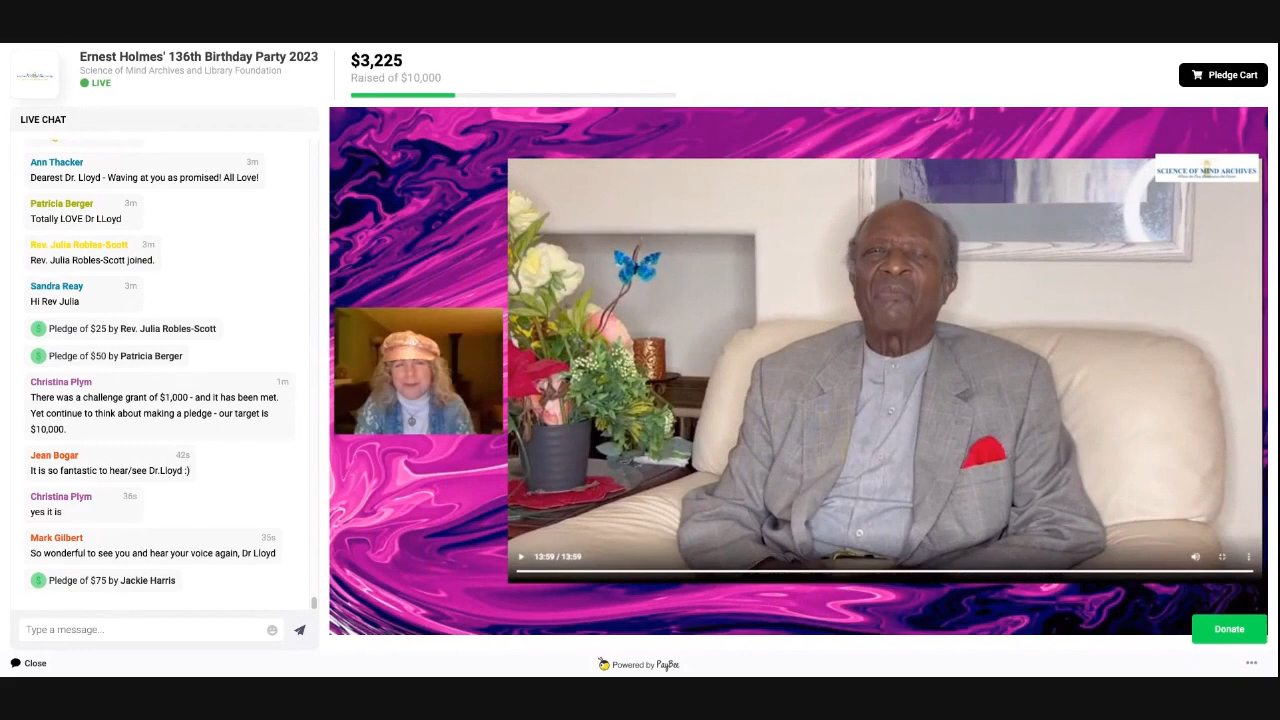 Ernest Holmes' 136th Birthday Party 2023
Science of Mind Archives and Library Foundation
LIVE
$3,225
Raised of $10,000
Pledge Cart
LIVE CHAT
Ann Thacker 3m
Dearest Dr. Lloyd - Waving at you as promised! All Love!
Patricia Berger 3m
Totally LOVE Dr LLoyd
Rev. Julia Robles-Scott 3m
Rev. Julia Robles-Scott joined.
Sandra Reay 3m
Hi Rev Julia
$ Pledge of $25 by Rev. Julia Robles-Scott
$ Pledge of $50 by Patricia Berger
Christina Plym 1m
There was a challenge grant of $1,000 - and it has been met.
Yet continue to think about making a pledge - our target is
$10,000.
Jean Bogar 42s
It is so fantastic to hear/see Dr.Lloyd :)
Christina Plym 36s
yes it is
Mark Gilbert 35s
So wonderful to see you and hear your voice again, Dr Lloyd
$ Pledge of $75 by Jackie Harris
Type a message...
Close
SCIENCE OF MIND ARCHIVES
13:59 / 13:59
Donate
Powered by PayBee